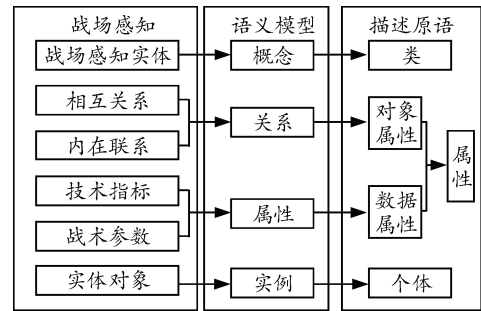 战场感知
战场感知实体
相互关系
内在联系
技术指标
战术参数
实体对象
语义模型
概念
关系
属性
实例
描述原语
类
对象
属性
数据
属性
个体
属
性